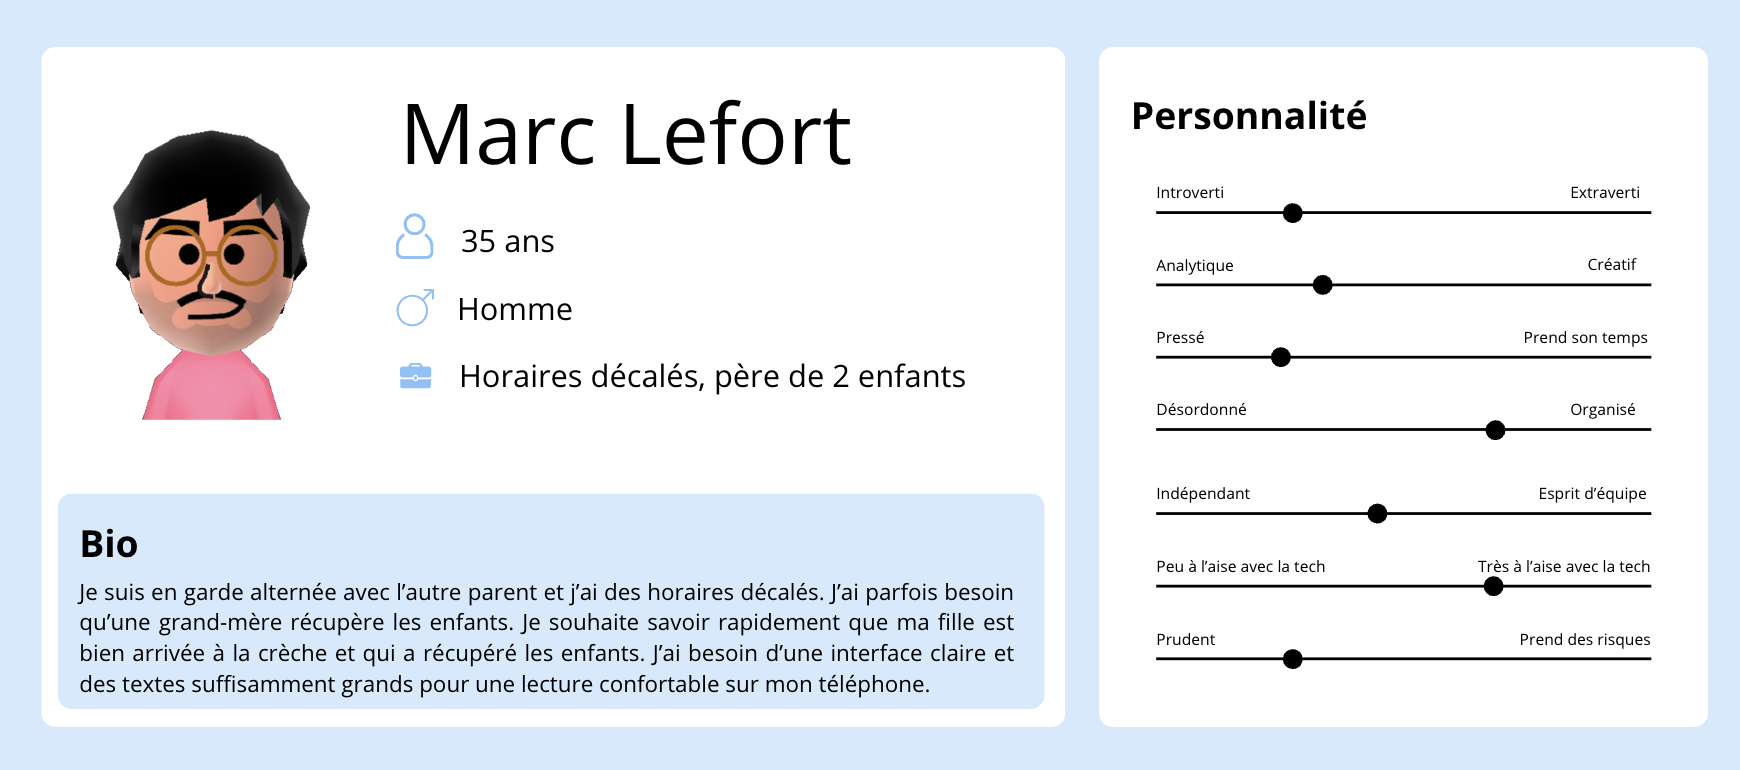 Marc Lefort
35 ans
Homme
Horaires décalés, père de 2 enfants
Bio
Je suis en garde alternée avec l’autre parent et j’ai des horaires décalés. J’ai parfois besoin
qu’une grand-mère récupère les enfants. Je souhaite savoir rapidement que ma fille est
bien arrivée à la crèche et qui a récupéré les enfants. J’ai besoin d’une interface claire et
des textes suffisamment grands pour une lecture confortable sur mon téléphone.
Personnalité
Introverti Extraverti
Analytique Créatif
Pressé Prend son temps
Désordonné Organisé
Indépendant Esprit d’équipe
Peu à l’aise avec la tech Très à l’aise avec la tech
Prudent Prend des risques